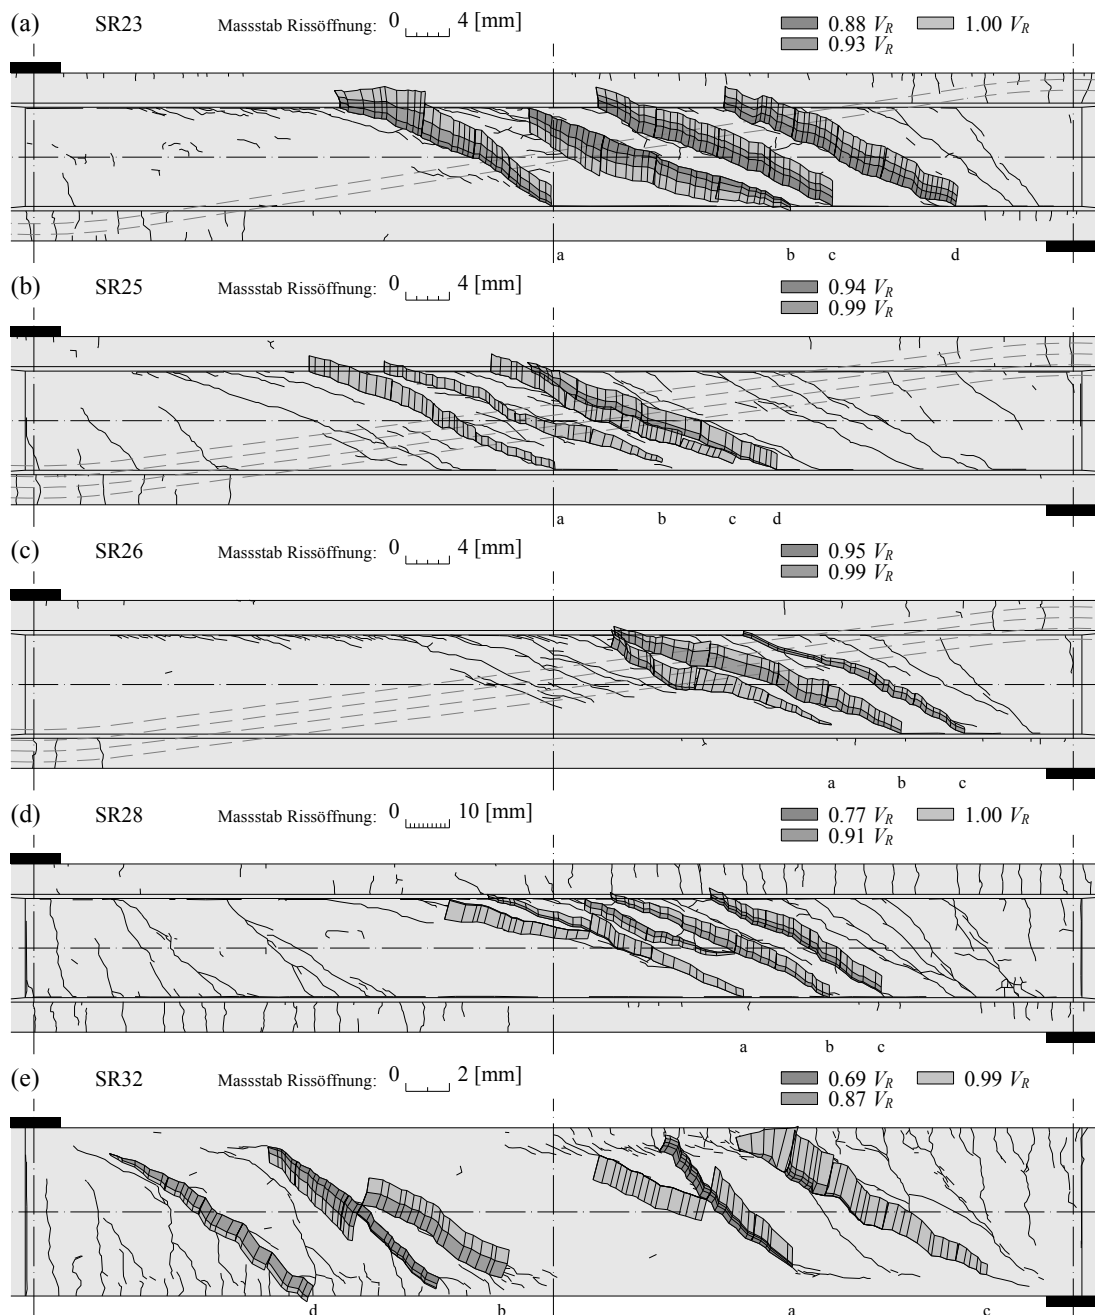 (a) SR23 Massstab Rissöffnung: 0 4 [mm] 0.88 V_R 1.00 V_R
0.93 V_R
a b c d
(b) SR25 Massstab Rissöffnung: 0 4 [mm] 0.94 V_R
0.99 V_R
a b c d
(c) SR26 Massstab Rissöffnung: 0 4 [mm] 0.95 V_R
0.99 V_R
a b c
(d) SR28 Massstab Rissöffnung: 0 10 [mm] 0.77 V_R 1.00 V_R
0.91 V_R
a b c
(e) SR32 Massstab Rissöffnung: 0 2 [mm] 0.69 V_R 0.99 V_R
0.87 V_R
d b a c